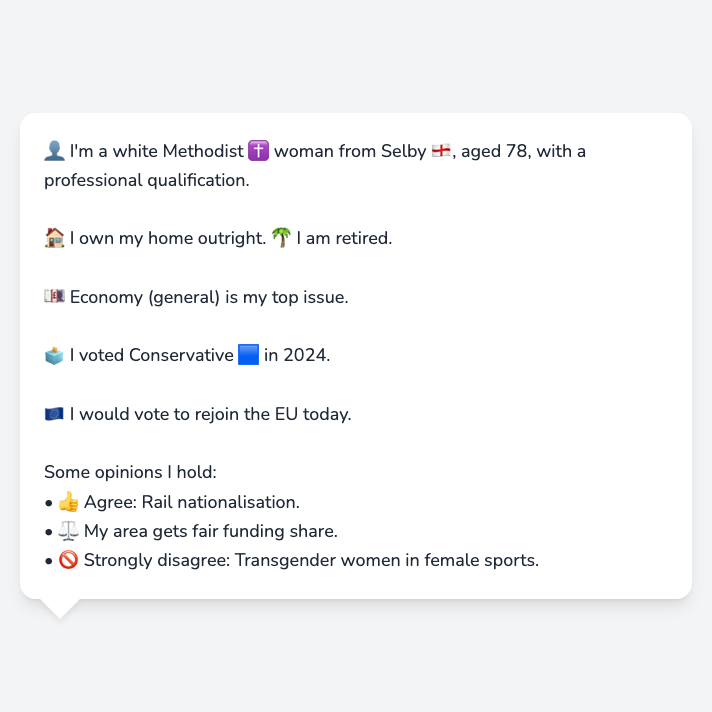 👤 I'm a white Methodist ✝️ woman from Selby 🏴󠁧󠁢󠁥󠁮󠁧󠁿, aged 78, with a
professional qualification.
🏠 I own my home outright. 🌴 I am retired.
💷 Economy (general) is my top issue.
🗳️ I voted Conservative 🟦 in 2024.
🇪🇺 I would vote to rejoin the EU today.
Some opinions I hold:
• 👍 Agree: Rail nationalisation.
• ⚖️ My area gets fair funding share.
• 🚫 Strongly disagree: Transgender women in female sports.